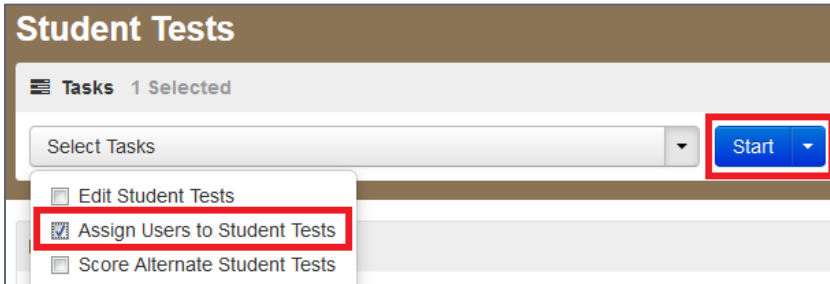 Student Tests
Tasks 1 Selected
Select Tasks Start
Edit Student Tests
Assign Users to Student Tests
Score Alternate Student Tests